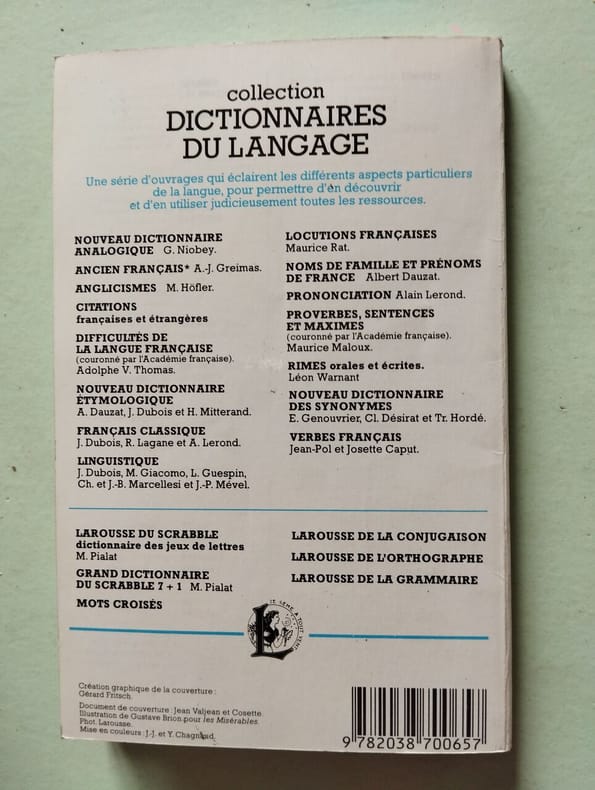 collection
DICTIONNAIRES
DU LANGAGE
Une série d'ouvrages qui éclairent les différents aspects particuliers
de la langue, pour permettre d'en découvrir
et d'en utiliser judicieusement toutes les ressources.
NOUVEAU DICTIONNAIRE
ANALOGIQUE G. Niobey.
ANCIEN FRANÇAIS* A.-J. Greimas.
ANGLICISMES M. Höfler.
CITATIONS
françaises et étrangères
DIFFICULTÉS DE
LA LANGUE FRANÇAISE
(couronné par l'Académie française).
Adolphe V. Thomas.
NOUVEAU DICTIONNAIRE
ÉTYMOLOGIQUE
A. Dauzat, J. Dubois et H. Mitterand.
FRANÇAIS CLASSIQUE
J. Dubois, R. Lagane et A. Lerond.
LINGUISTIQUE
J. Dubois, M. Giacomo, L. Guespin,
Ch. et J.-B. Marcellesi et J.-P. Mével.
LOCUTIONS FRANÇAISES
Maurice Rat.
NOMS DE FAMILLE ET PRÉNOMS
DE FRANCE Albert Dauzat.
PRONONCIATION Alain Lerond.
PROVERBES, SENTENCES
ET MAXIMES
(couronné par l'Académie française).
Maurice Maloux.
RIMES orales et écrites.
Léon Warnant
NOUVEAU DICTIONNAIRE
DES SYNONYMES
E. Genouvrier, Cl. Désirat et Tr. Hordé.
VERBES FRANÇAIS
Jean-Pol et Josette Caput.
LAROUSSE DU SCRABBLE
dictionnaire des jeux de lettres
M. Pialat
GRAND DICTIONNAIRE
DU SCRABBLE 7 + 1 M. Pialat
MOTS CROISÉS
LAROUSSE DE LA CONJUGAISON
LAROUSSE DE L'ORTHOGRAPHE
LAROUSSE DE LA GRAMMAIRE
JE SÈME À TOUT VENT
L
Création graphique de la couverture :
Gérard Fritsch.
Document de couverture : Jean Valjean et Cosette.
Illustration de Gustave Brion pour les Misérables.
Phot. Larousse.
Mise en couleurs : J.-J. et Y. Chagnaud.
9 782038 700657